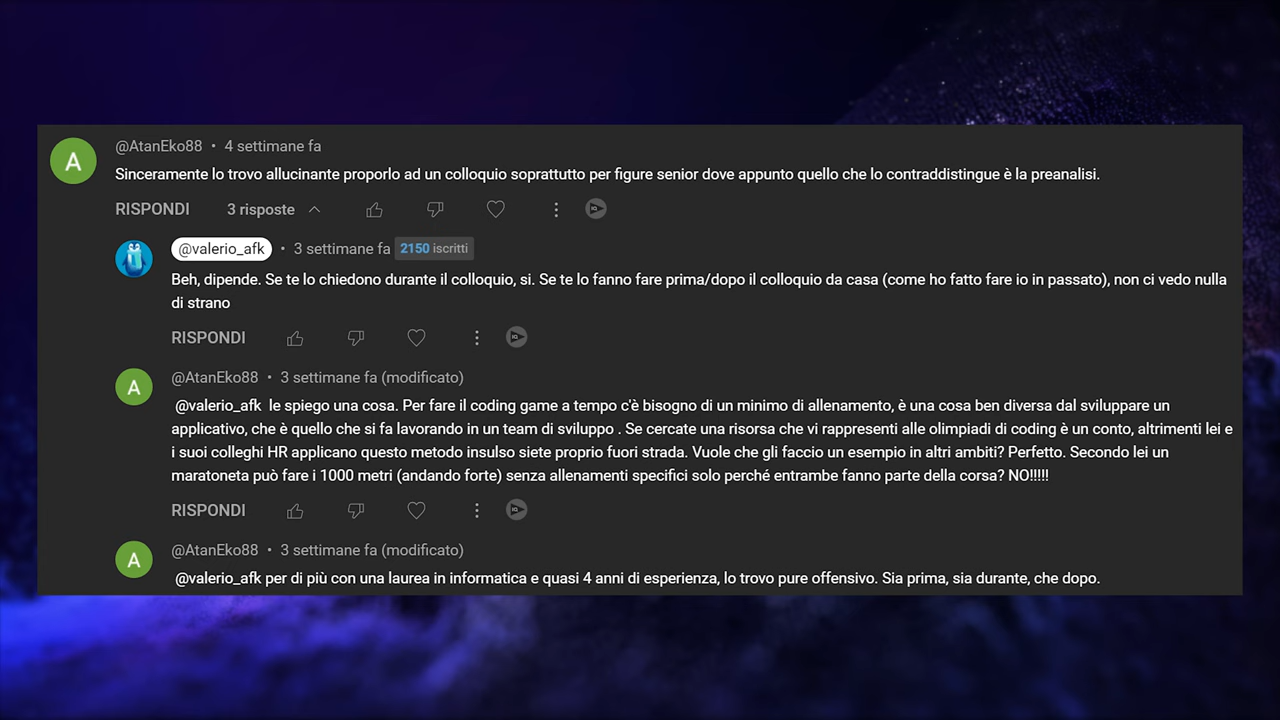 A
@AtanEko88 • 4 settimane fa
Sinceramente lo trovo allucinante proporlo ad un colloquio soprattutto per figure senior dove appunto quello che lo contraddistingue è la preanalisi.
RISPONDI 3 risposte
@valerio_afk • 3 settimane fa 2150 iscritti
Beh, dipende. Se te lo chiedono durante il colloquio, si. Se te lo fanno fare prima/dopo il colloquio da casa (come ho fatto fare io in passato), non ci vedo nulla
di strano
RISPONDI
A
@AtanEko88 • 3 settimane fa (modificato)
@valerio_afk le spiego una cosa. Per fare il coding game a tempo c'è bisogno di un minimo di allenamento, è una cosa ben diversa dal sviluppare un
applicativo, che è quello che si fa lavorando in un team di sviluppo . Se cercate una risorsa che vi rappresenti alle olimpiadi di coding è un conto, altrimenti lei e
i suoi colleghi HR applicano questo metodo insulso siete proprio fuori strada. Vuole che gli faccio un esempio in altri ambiti? Perfetto. Secondo lei un
maratoneta può fare i 1000 metri (andando forte) senza allenamenti specifici solo perché entrambe fanno parte della corsa? NO!!!!!
RISPONDI
A
@AtanEko88 • 3 settimane fa (modificato)
@valerio_afk per di più con una laurea in informatica e quasi 4 anni di esperienza, lo trovo pure offensivo. Sia prima, sia durante, che dopo.